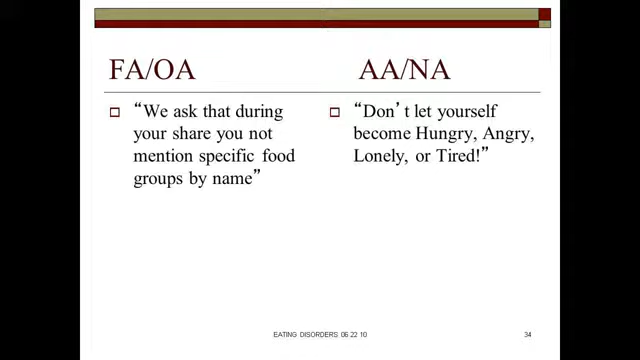 FA/OA
AA/NA
“We ask that during
your share you not
mention specific food
groups by name”
“Don’t let yourself
become Hungry, Angry,
Lonely, or Tired!”
EATING DISORDERS 06 22 10
34